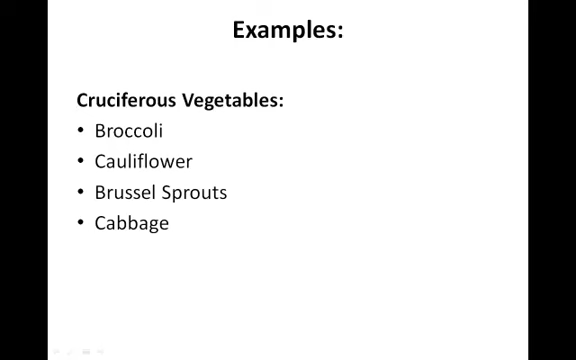 Examples:
Cruciferous Vegetables:
• Broccoli
• Cauliflower
• Brussel Sprouts
• Cabbage